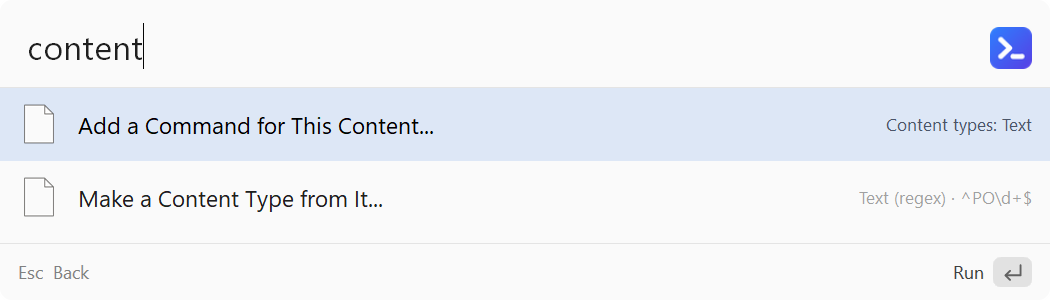 content
Add a Command for This Content...
Content types: Text
Make a Content Type from It...
Text (regex) · ^PO\d+$
Esc Back
Run